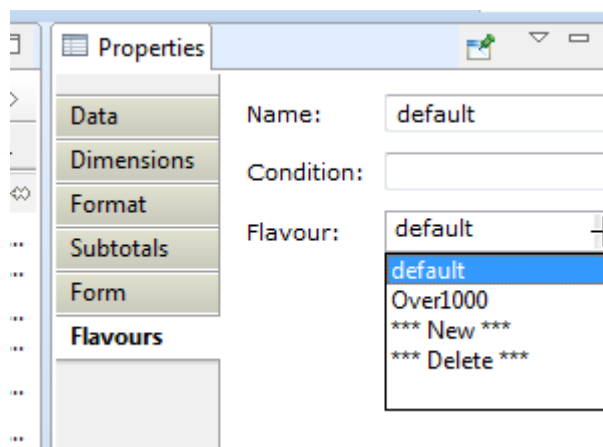 Properties
Data
Dimensions
Format
Subtotals
Form
Flavours
Name: default
Condition:
Flavour: default
default
Over1000
*** New ***
*** Delete ***